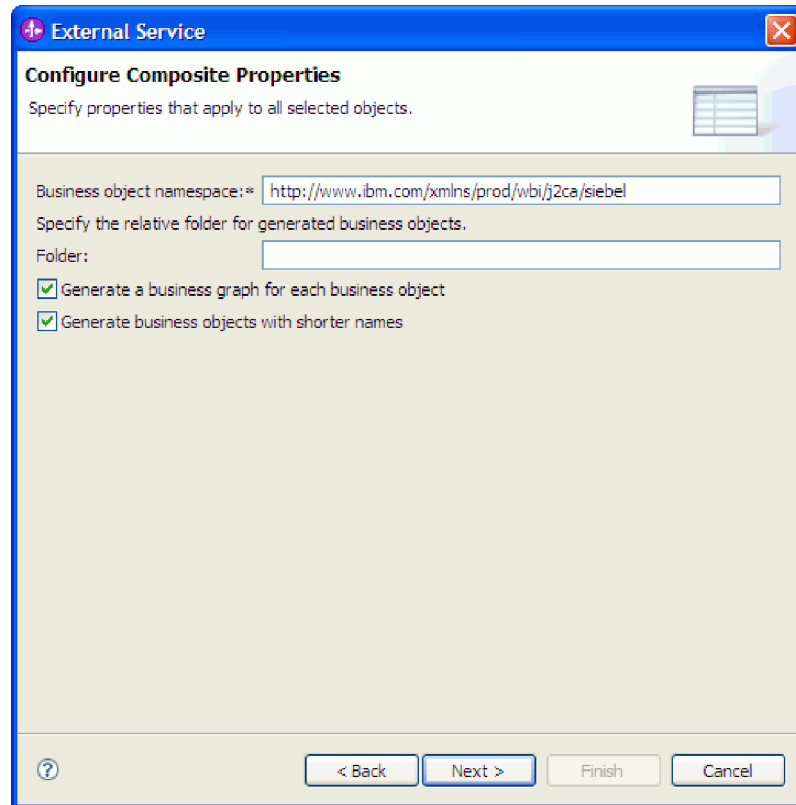 External Service
Configure Composite Properties
Specify properties that apply to all selected objects.
Business object namespace:* http://www.ibm.com/xmlns/prod/wbi/j2ca/siebel
Specify the relative folder for generated business objects.
Folder:
Generate a business graph for each business object
Generate business objects with shorter names
? < Back Next > Finish Cancel